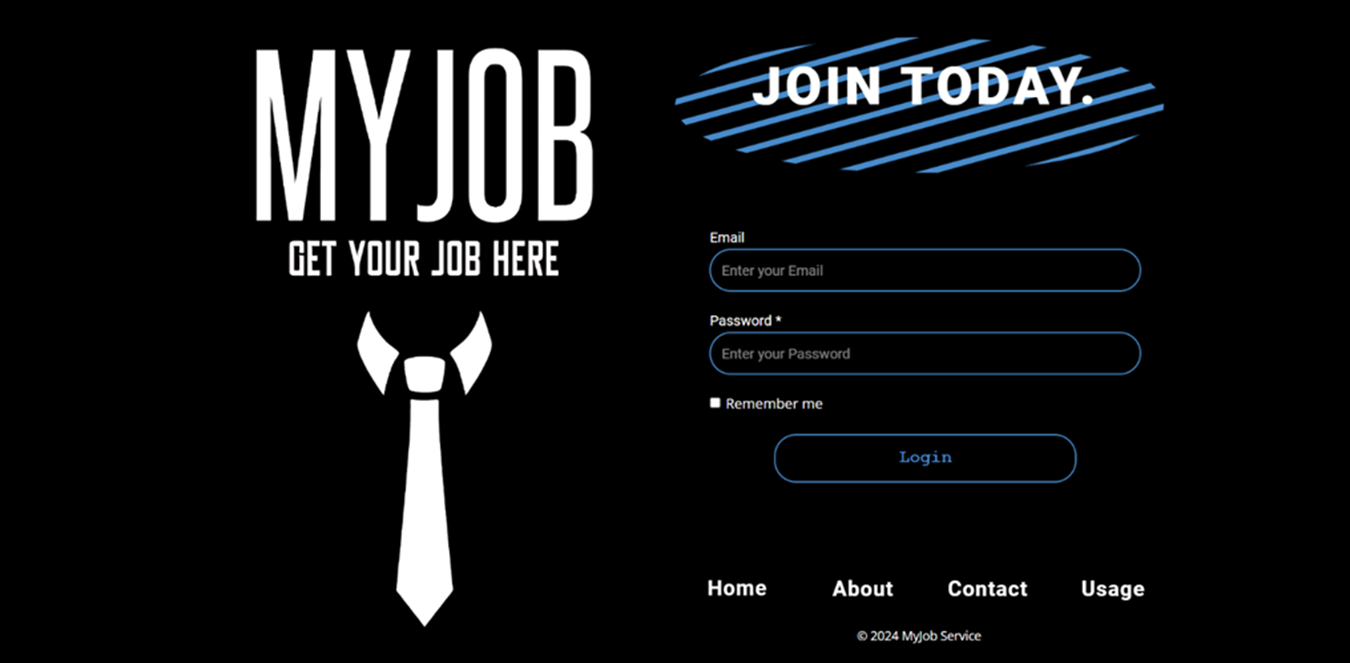 MYJOB
GET YOUR JOB HERE
JOIN TODAY.
Email
Enter your Email
Password *
Enter your Password
Remember me
Login
Home About Contact Usage
© 2024 MyJob Service